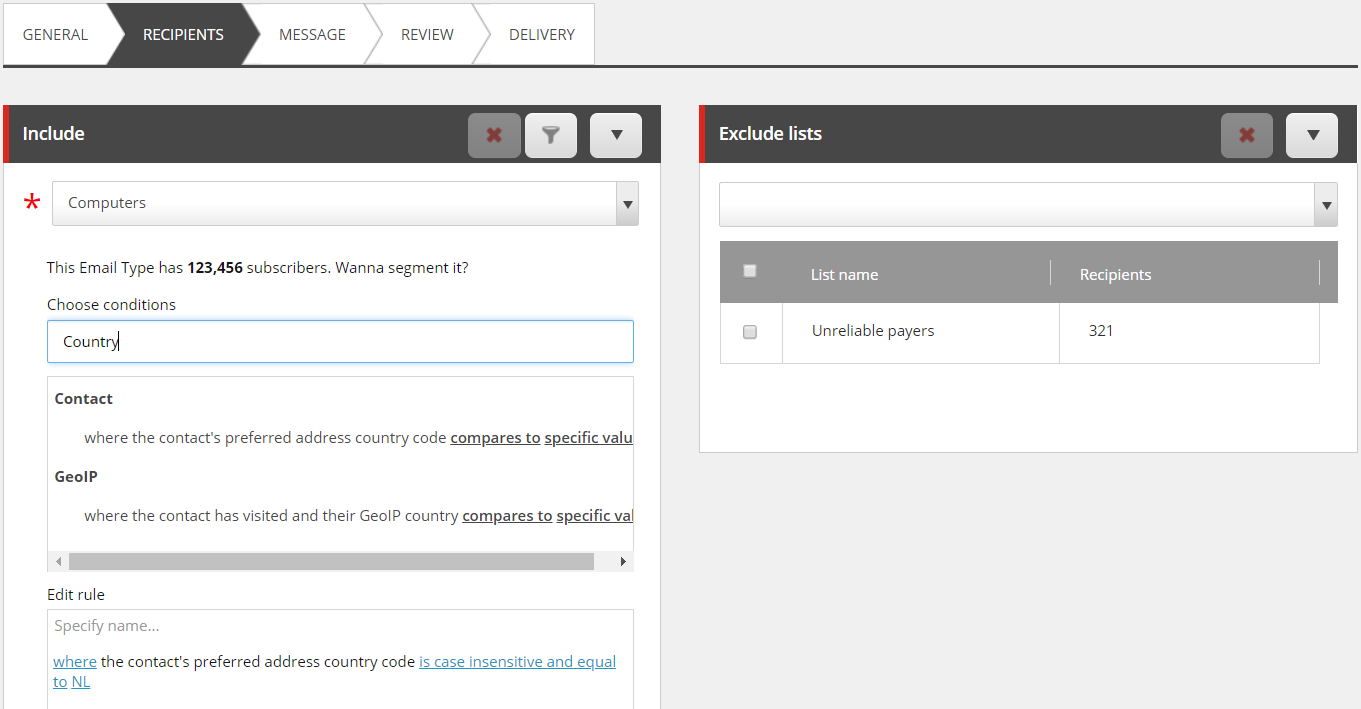 GENERAL RECIPIENTS MESSAGE REVIEW DELIVERY
Include
*
Computers
This Email Type has 123,456 subscribers. Wanna segment it?
Choose conditions
Country
Contact
where the contact's preferred address country code compares to specific valu
GeoIP
where the contact has visited and their GeoIP country compares to specific val
Edit rule
Specify name...
where the contact's preferred address country code is case insensitive and equal
to NL
Exclude lists
List name Recipients
Unreliable payers 321